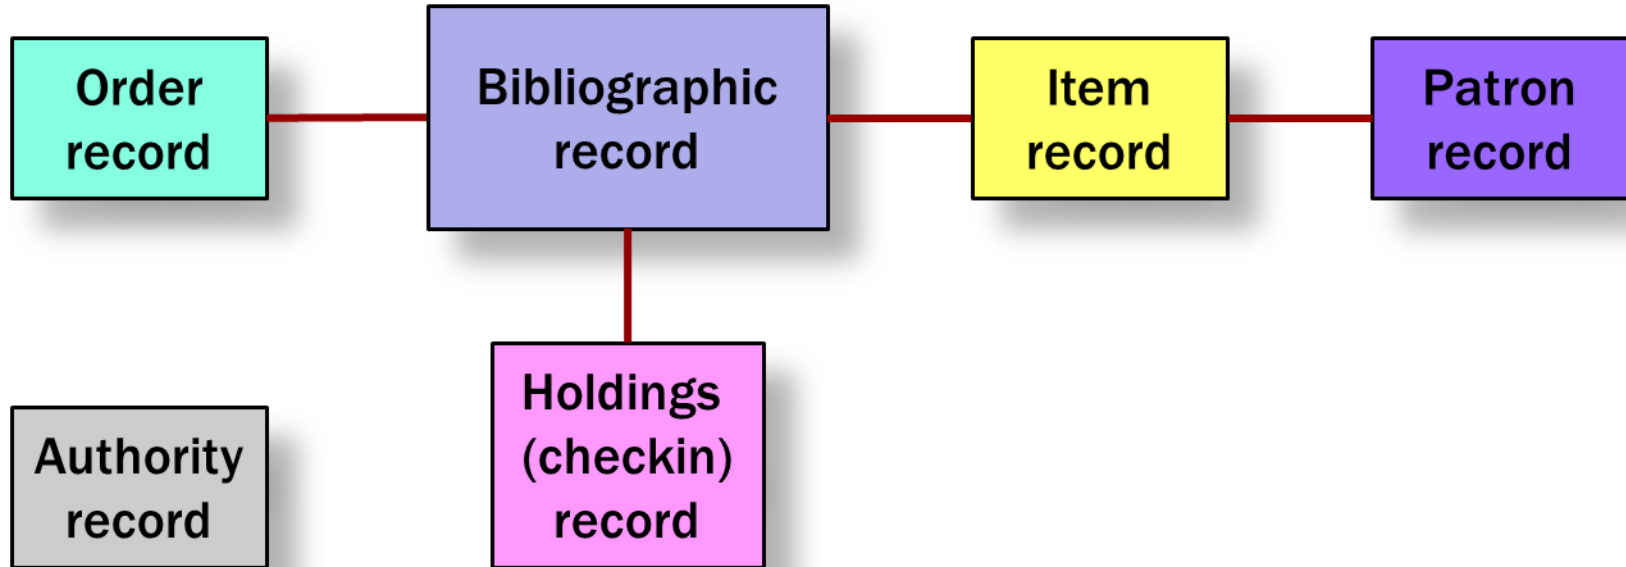 Order
record
Bibliographic
record
Item
record
Patron
record
Authority
record
Holdings
(checkin)
record